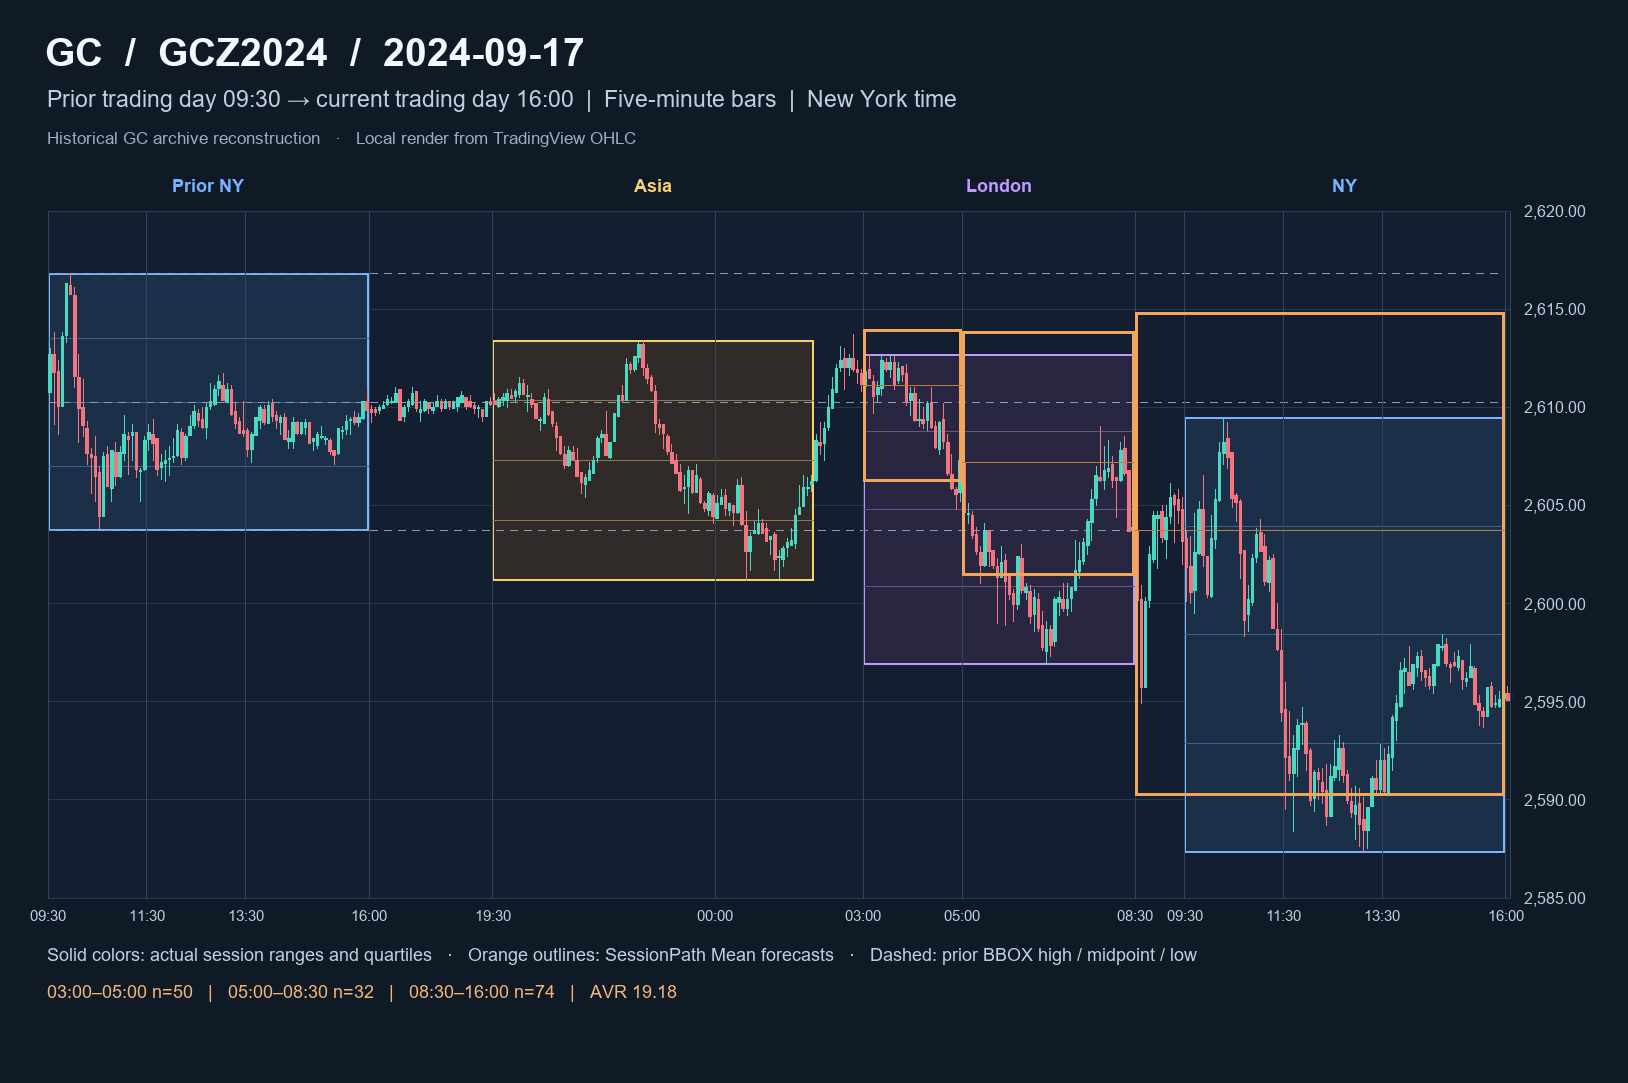 GC / GCZ2024 / 2024-09-17
Prior trading day 09:30 → current trading day 16:00 | Five-minute bars | New York time
Historical GC archive reconstruction · Local render from TradingView OHLC
Prior NY Asia London NY
2,620.00
2,615.00
2,610.00
2,605.00
2,600.00
2,595.00
2,590.00
2,585.00
09:30 11:30 13:30 16:00 19:30 00:00 03:00 05:00 08:30 09:30 11:30 13:30 16:00
Solid colors: actual session ranges and quartiles · Orange outlines: SessionPath Mean forecasts · Dashed: prior BBOX high / midpoint / low
03:00–05:00 n=50 | 05:00–08:30 n=32 | 08:30–16:00 n=74 | AVR 19.18